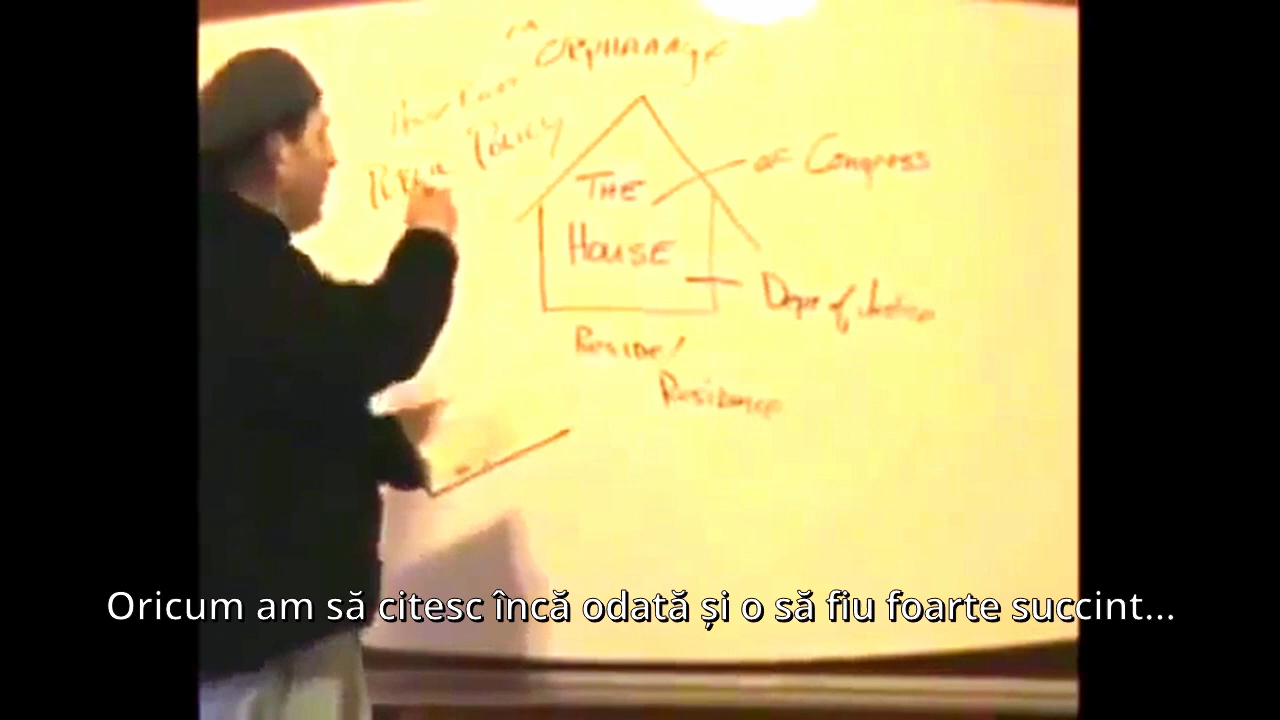 ORPHANAGE
Policy
THE
HOUSE
of Congress
Dept of Justice
Reside/
Residence
Oricum am să citesc încă odată și o să fiu foarte succint...